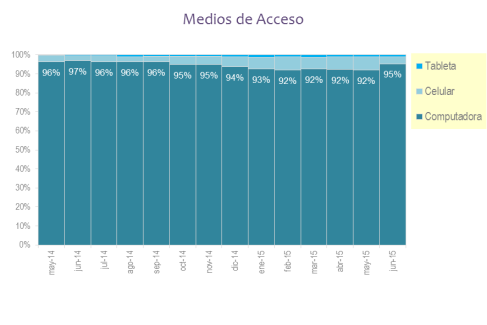 Medios de Acceso
100%
90%
80%
70%
60%
50%
40%
30%
20%
10%
0%
96% 97% 96% 96% 96% 95% 95% 94% 93% 92% 92% 92% 92% 95%
may-14 jun-14 jul-14 ago-14 sep-14 oct-14 nov-14 dic-14 ene-15 feb-15 mar-15 abr-15 may-15 jun-15
Tableta
Celular
Computadora